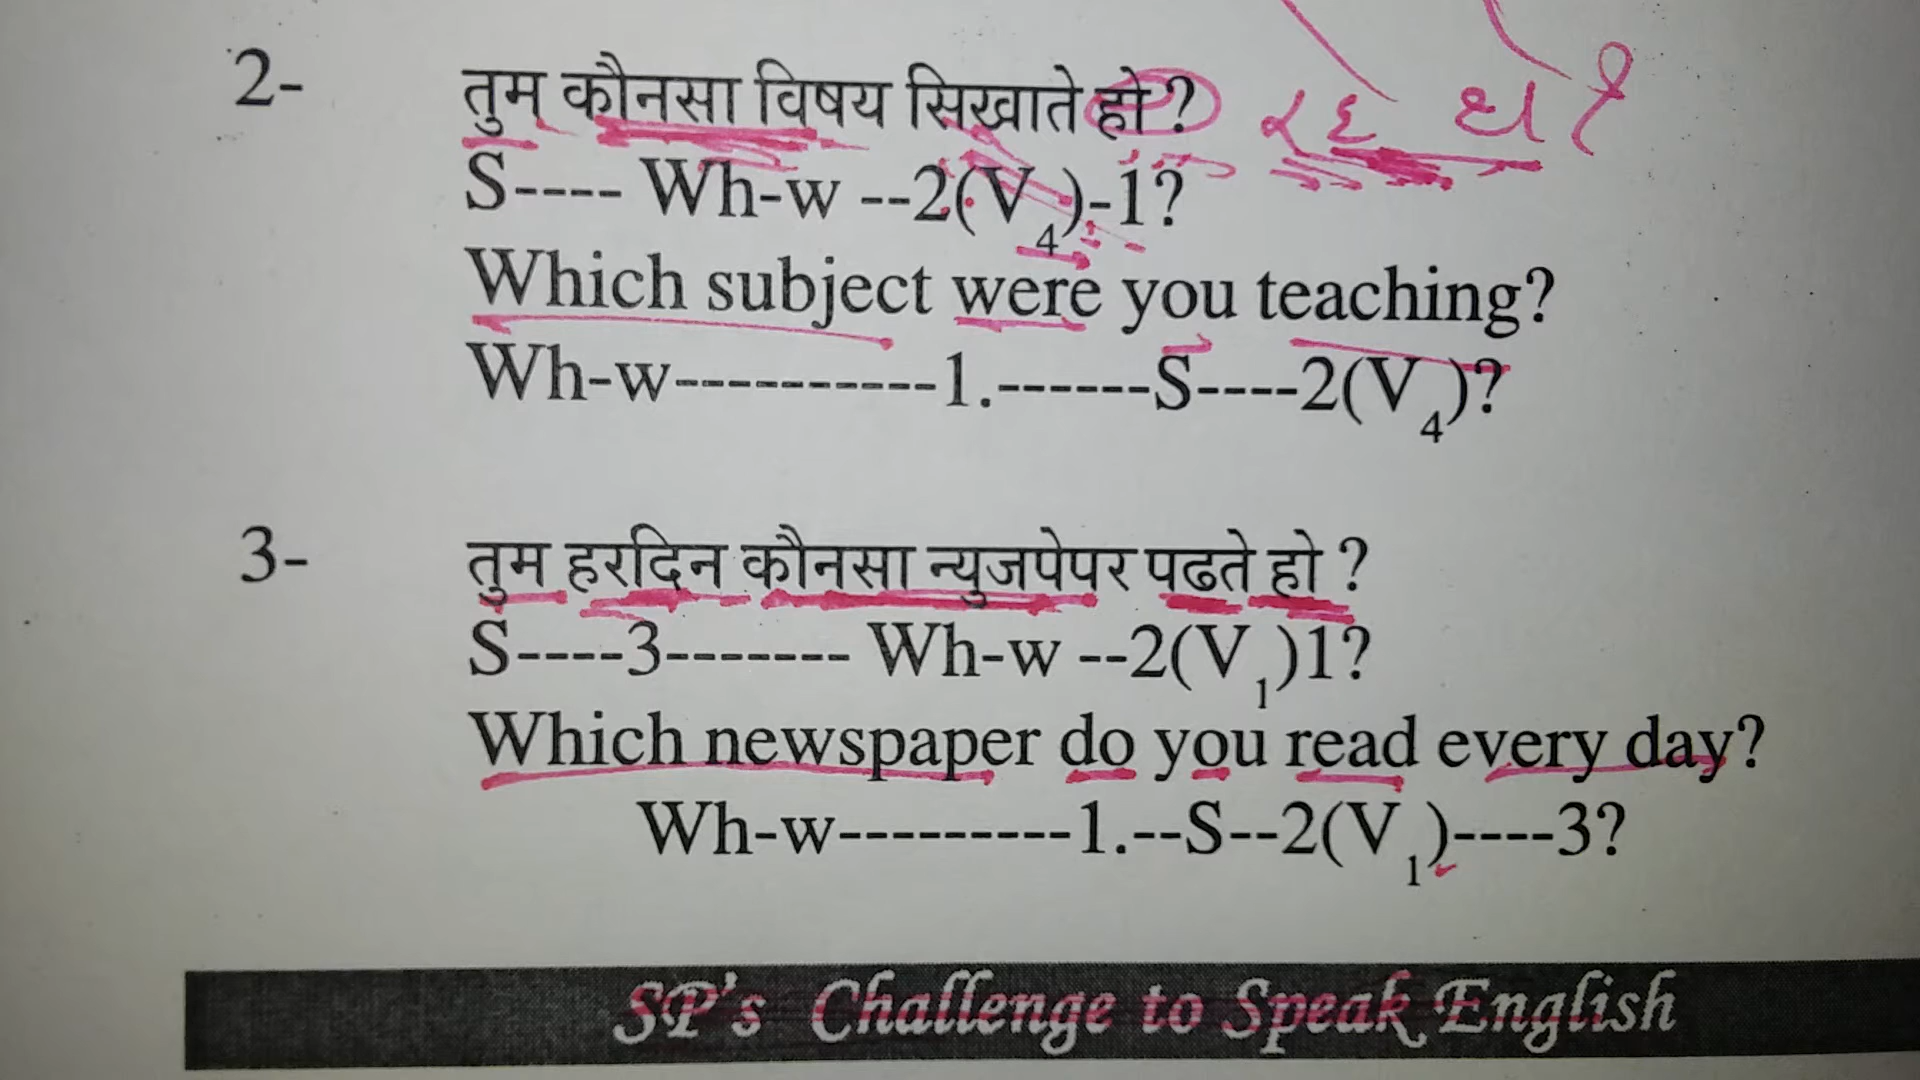 2- तुम कौनसा विषय सिखाते हो ? रहे थे
S---- Wh-w --2(V4)-1?
Which subject were you teaching?
Wh-w-----------1.------S----2(V4)?
3- तुम हरदिन कौनसा न्युजपेपर पढते हो ?
S----3------- Wh-w --2(V1)1?
Which newspaper do you read every day?
Wh-w---------1.--S--2(V1)----3?
SP's Challenge to Speak English